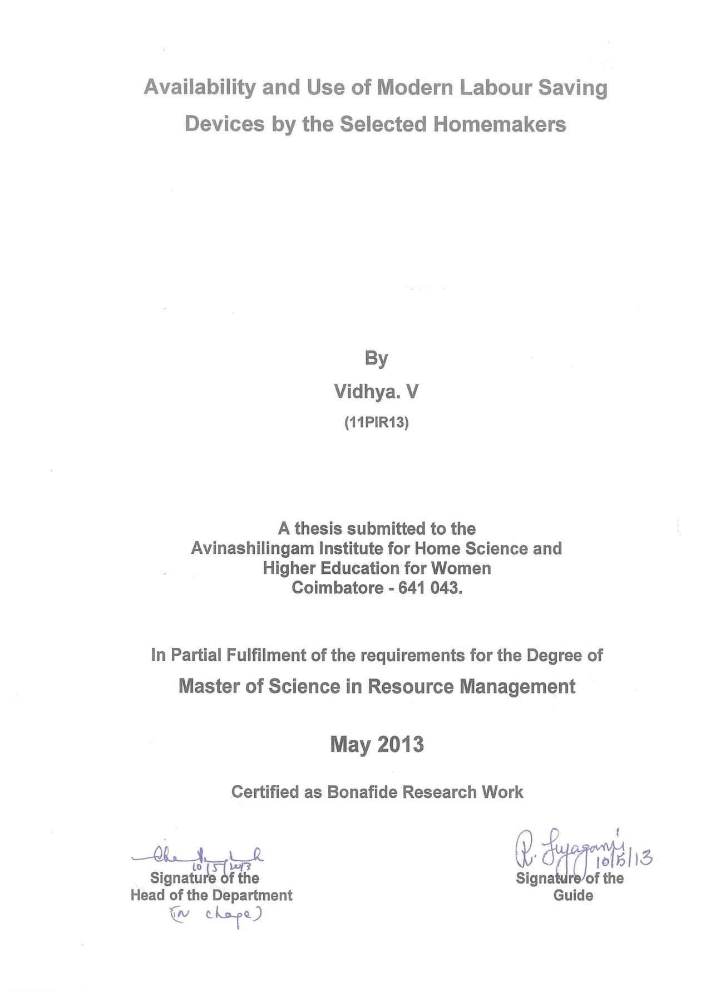 Availability and Use of Modern Labour Saving
Devices by the Selected Homemakers
By
Vidhya. V
(11PIR13)
A thesis submitted to the
Avinashilingam Institute for Home Science and
Higher Education for Women
Coimbatore - 641 043.
In Partial Fulfilment of the requirements for the Degree of
Master of Science in Resource Management
May 2013
Certified as Bonafide Research Work
10/5/2013
Signature of the
Head of the Department
(in chage)
R.
10/5/13
Signature of the
Guide